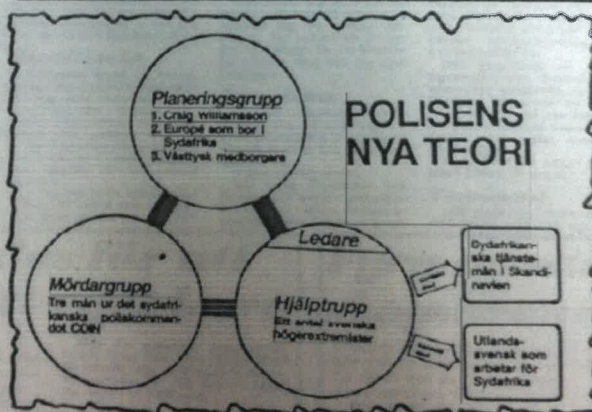 POLISENS
NYA TEORI
Planeringsgrupp
1. Craig Williamsson
2. Europé som bor i
Sydafrika
3. Västtysk medborgare
Mördargrupp
Tre män ur det sydafri-
kanska poliskomman-
dot COIN
Ledare
Hjälptrupp
Ett antal svenska
högerextremister
Sydafrikan-
ska tjänste-
män i Skandi-
navien
Utlands-
svensk som
arbetar för
Sydafrika